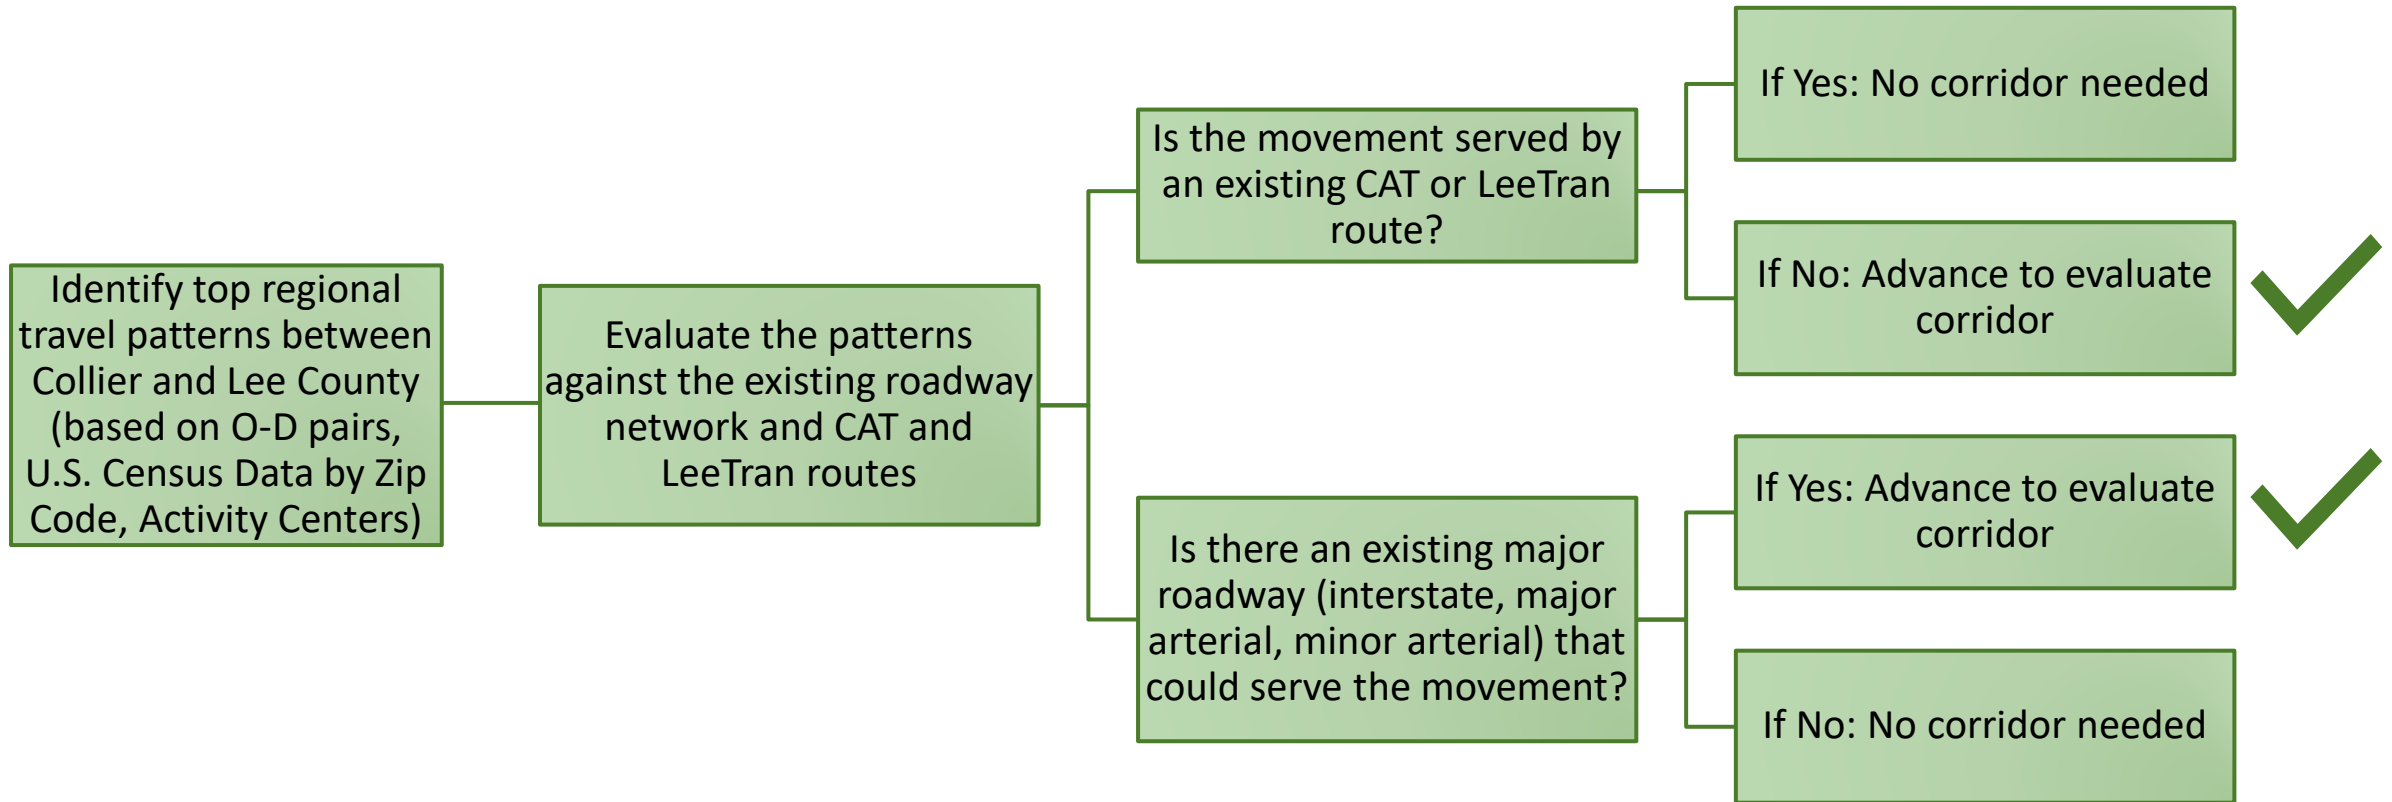 Identify top regional
travel patterns between
Collier and Lee County
(based on O-D pairs,
U.S. Census Data by Zip
Code, Activity Centers)
Evaluate the patterns
against the existing roadway
network and CAT and
LeeTran routes
Is the movement served by
an existing CAT or LeeTran
route?
If Yes: No corridor needed
If No: Advance to evaluate
corridor
Is there an existing major
roadway (interstate, major
arterial, minor arterial) that
could serve the movement?
If Yes: Advance to evaluate
corridor
If No: No corridor needed